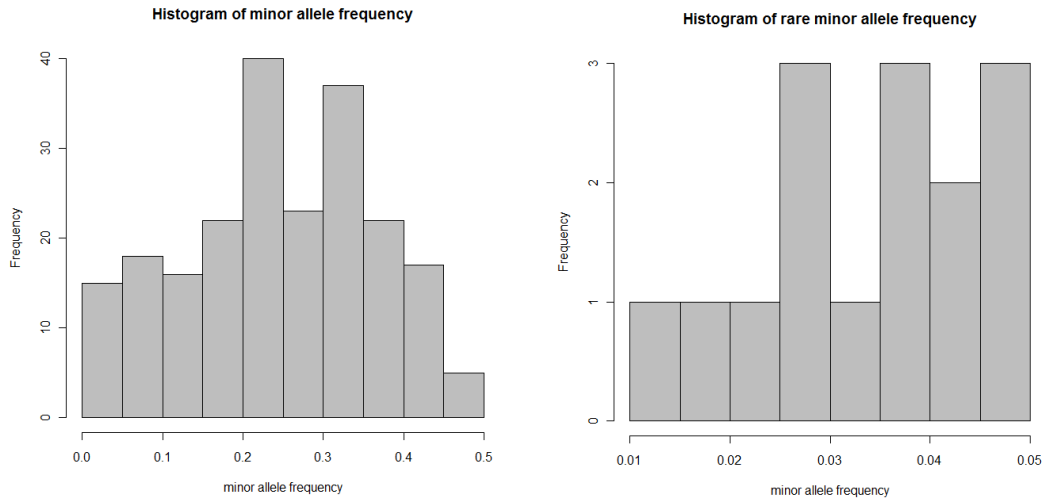 Histogram of minor allele frequency
Frequency
0 10 20 30 40
0.0 0.1 0.2 0.3 0.4 0.5
minor allele frequency
Histogram of rare minor allele frequency
Frequency
0 1 2 3
0.01 0.02 0.03 0.04 0.05
minor allele frequency